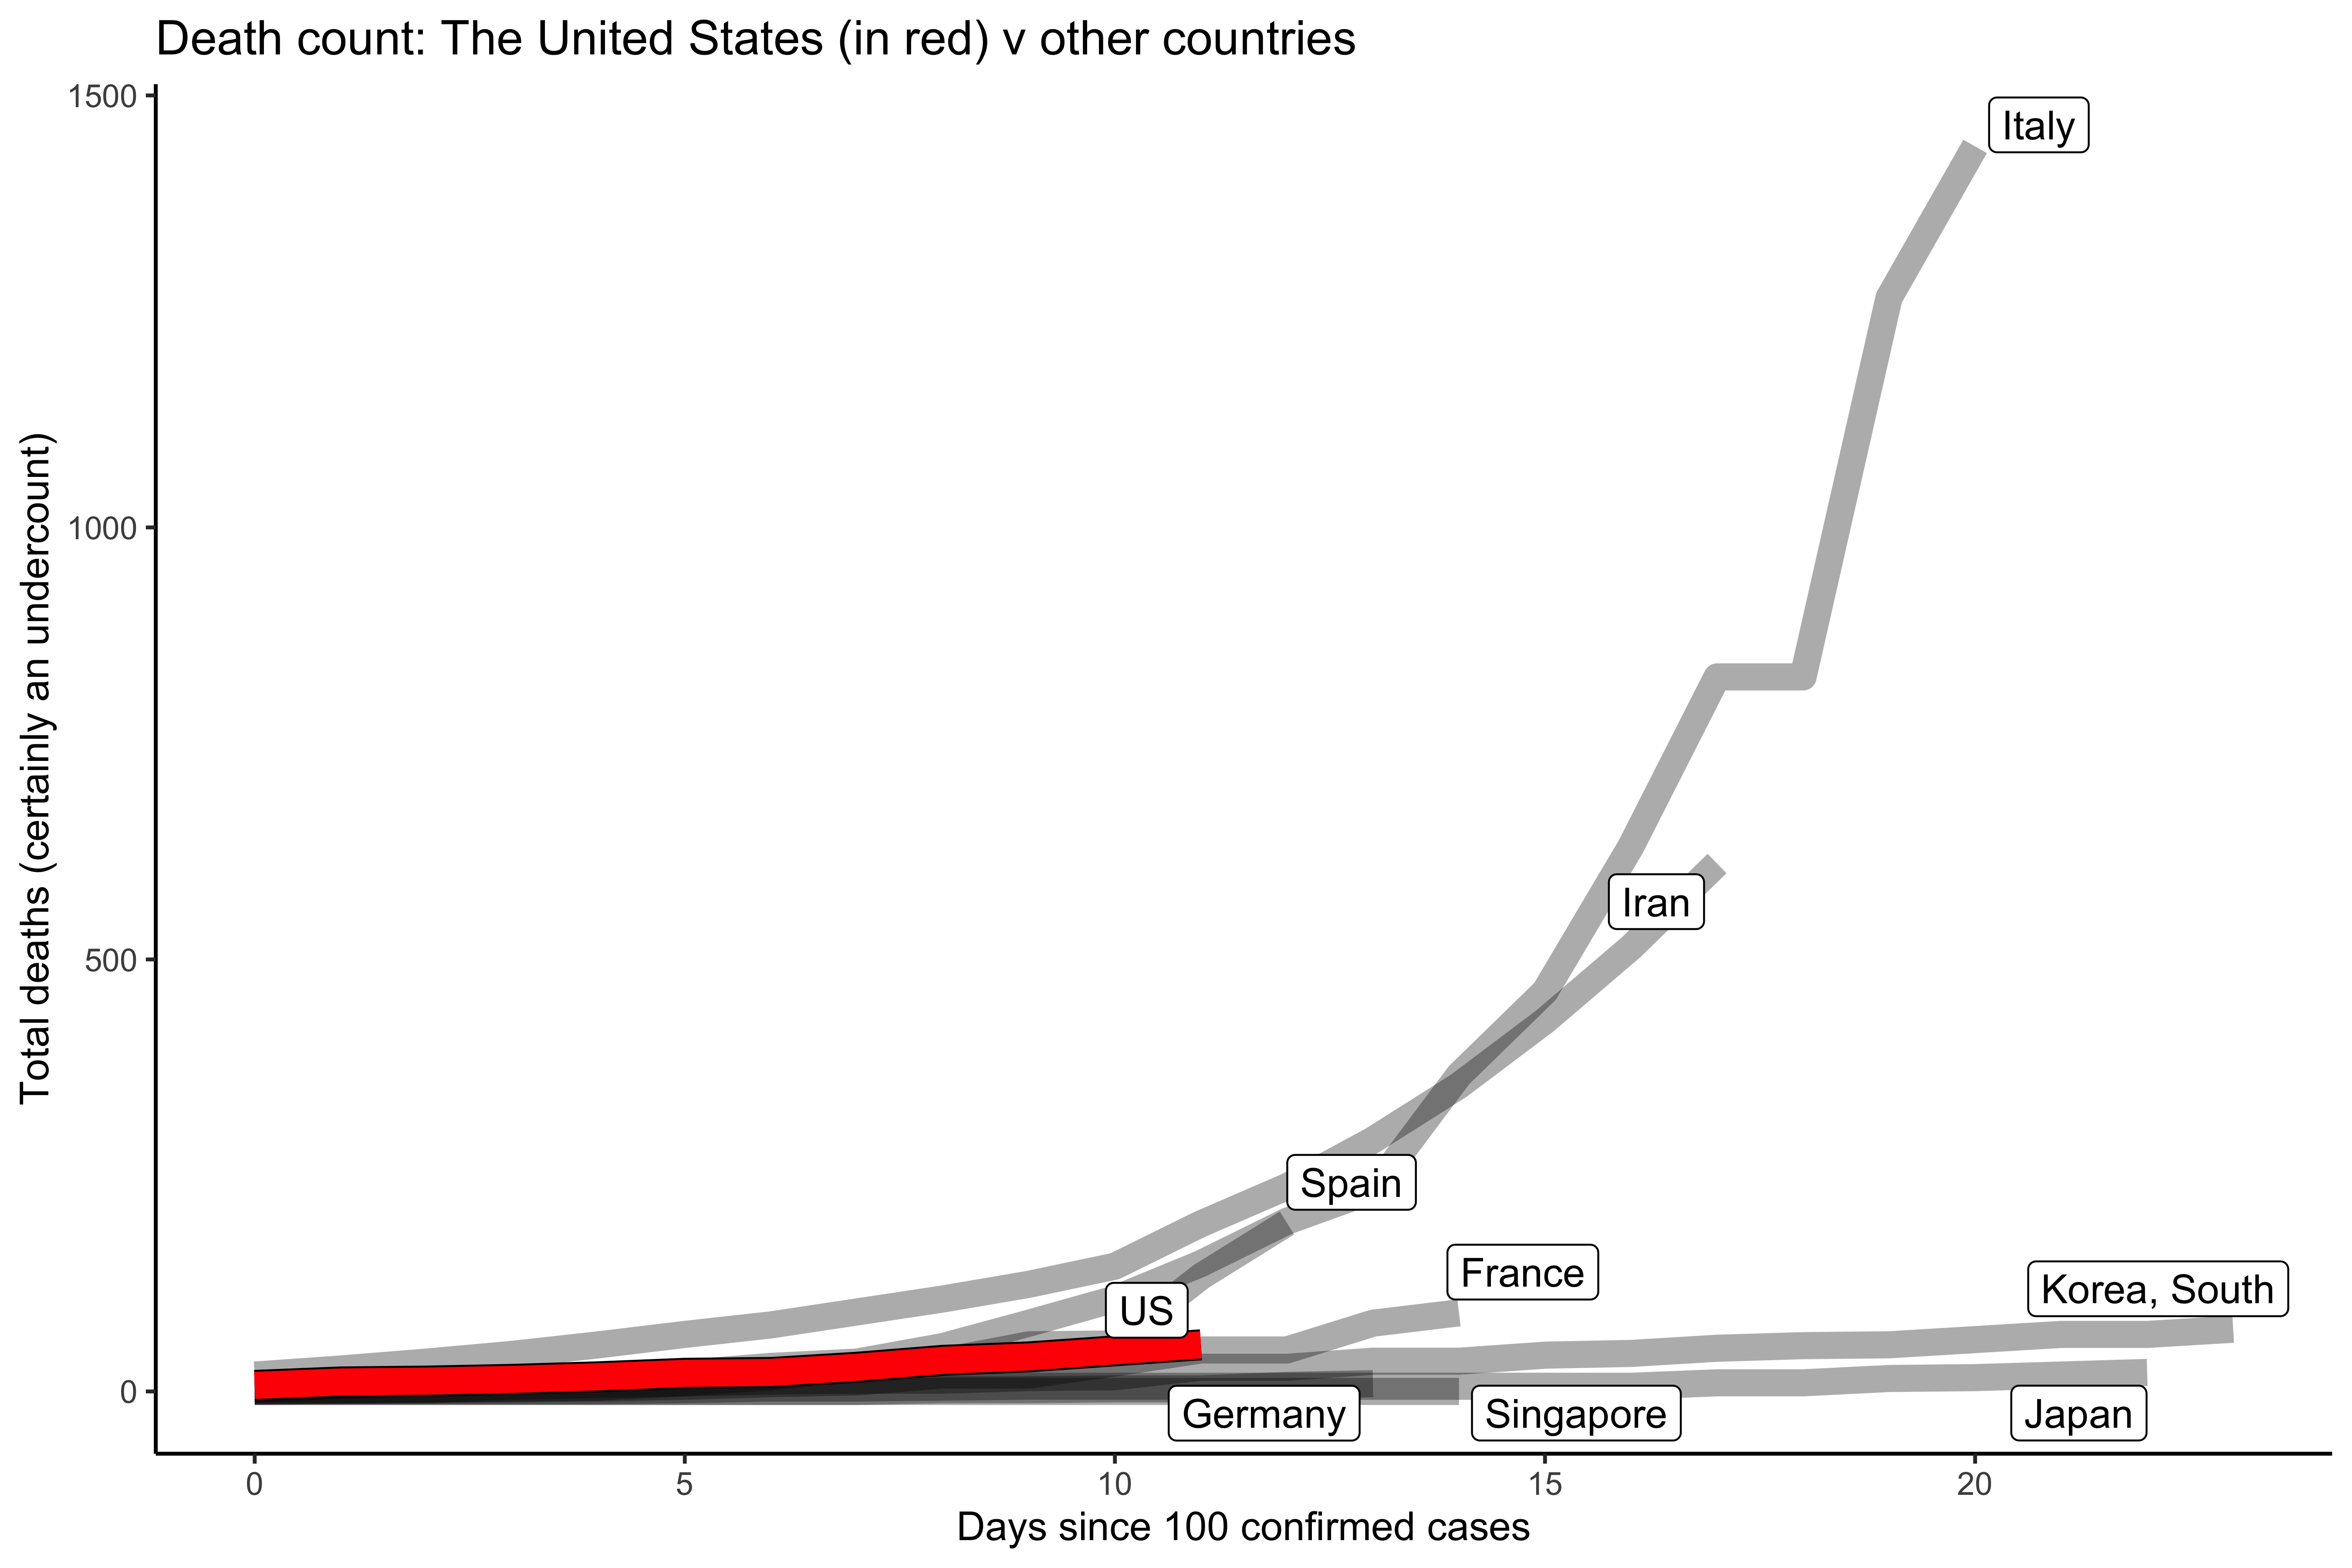 Death count: The United States (in red) v other countries
Total deaths (certainly an undercount)
1500
1000
500
0
Italy
Iran
Spain
France
US
Korea, South
Germany
Singapore
Japan
0 5 10 15 20
Days since 100 confirmed cases